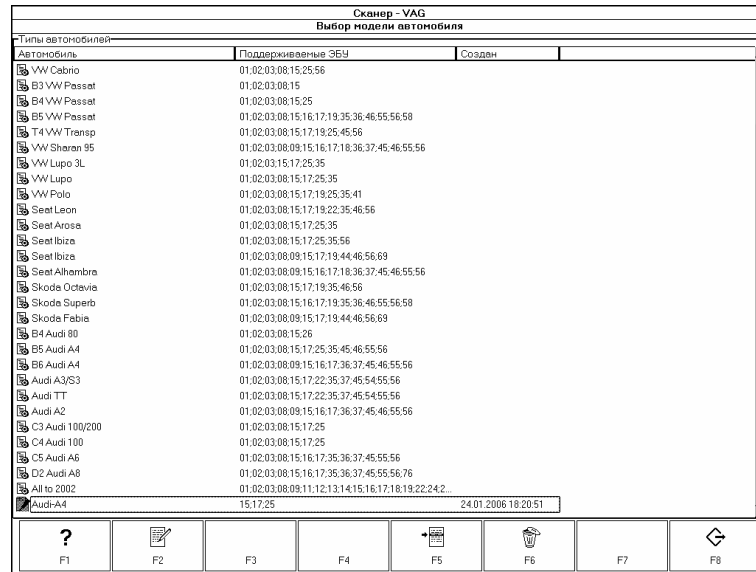 Сканер - VAG
Выбор модели автомобиля
Типы автомобилей
Автомобиль Поддерживаемые ЭБУ Создан
VW Cabrio 01;02;03;08;15;25;56
B3 VW Passat 01;02;03;08;15
B4 VW Passat 01;02;03;08;15;25
B5 VW Passat 01;02;03;08;15;16;17;19;35;36;46;55;56;58
T4 VW Transp 01;02;03;08;15;17;19;25;45;56
VW Sharan 95 01;02;03;08;09;15;16;17;18;36;37;45;46;55;56
VW Lupo 3L 01;02;03;15;17;25;35
VW Lupo 01;02;03;08;15;17;25;35
VW Polo 01;02;03;08;15;17;19;25;35;41
Seat Leon 01;02;03;08;15;17;19;22;35;46;56
Seat Arosa 01;02;03;08;15;17;25;35
Seat Ibiza 01;02;03;08;15;17;25;35;56
Seat Ibiza 01;02;03;08;09;15;17;19;44;46;56;69
Seat Alhambra 01;02;03;08;09;15;16;17;18;36;37;45;46;55;56
Skoda Octavia 01;02;03;08;15;17;19;35;46;56
Skoda Superb 01;02;03;08;15;16;17;19;35;36;46;55;56;58
Skoda Fabia 01;02;03;08;09;15;17;19;44;46;56;69
B4 Audi 80 01;02;03;08;15;26
B5 Audi A4 01;02;03;08;15;17;25;35;45;46;55;56
B6 Audi A4 01;02;03;08;09;15;16;17;36;37;45;46;55;56
Audi A3/S3 01;02;03;08;15;17;22;35;37;45;54;55;56
Audi TT 01;02;03;08;15;17;22;35;37;45;54;55;56
Audi A2 01;02;03;08;09;15;16;17;36;37;45;46;55;56
C3 Audi 100/200 01;02;03;08;15;17;25
C4 Audi 100 01;02;03;08;15;17;25
C5 Audi A6 01;02;03;08;15;16;17;35;36;37;45;55;56
D2 Audi A8 01;02;03;08;15;16;17;35;36;37;45;55;56;76
All to 2002 01;02;03;08;09;11;12;13;14;15;16;17;18;19;22;24;2...
Audi-A4 15;17;25 24.01.2006 18:20:51
?
F1 F2 F3 F4 F5 F6 F7 F8